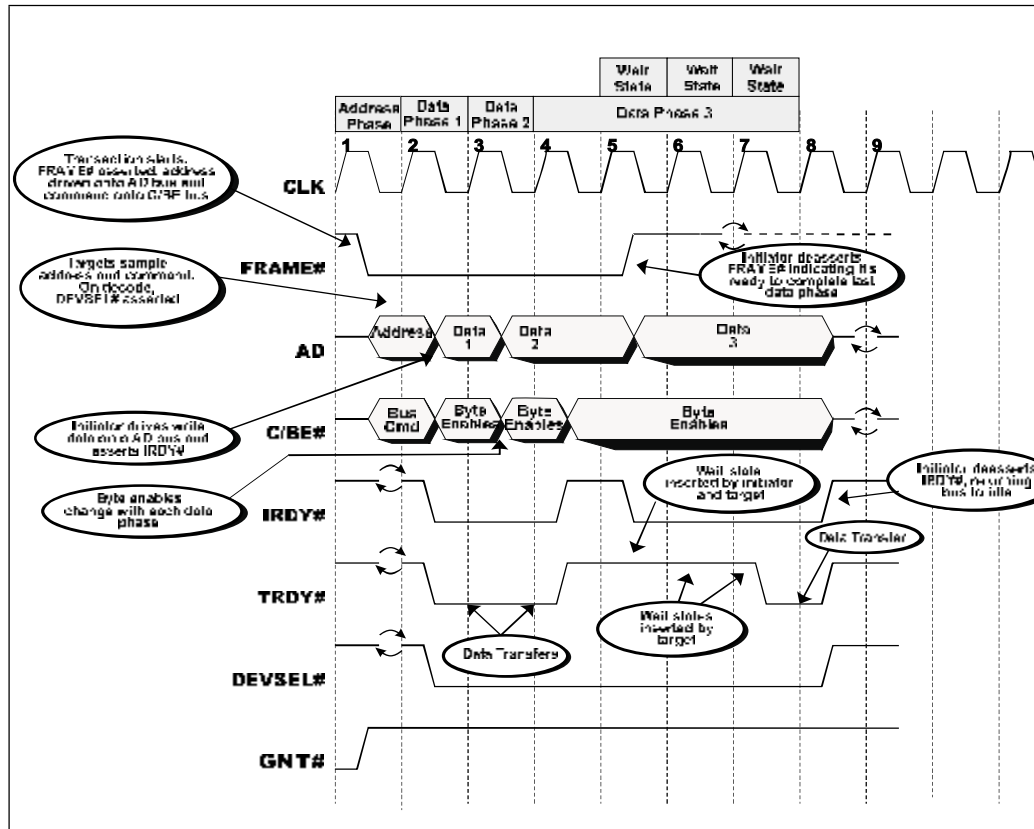 Wait
State
Wait
State
Wait
State
Address
Phase
Data
Phase 1
Data
Phase 2
Data Phase 3
1
2
3
4
5
6
7
8
9
CLK
Transaction starts.
FRAME# asserted, address
driven onto AD bus and
command onto C/BE bus
FRAME#
Initiator deasserts
FRAME# indicating it's
ready to complete last
data phase
Targets sample
address and command.
On decode,
DEVSEL# asserted
AD
Address
Data
1
Data
2
Data
3
Initiator drives write
data onto AD bus and
asserts IRDY#
C/BE#
Bus
Cmd
Byte
Enables
Byte
Enables
Byte
Enables
Byte enables
change with each data
phase
Wait state
inserted by initiator
and target
Initiator deasserts
IRDY#, returning
bus to idle
IRDY#
Data Transfer
TRDY#
Data Transfers
Wait states
inserted by
target
DEVSEL#
GNT#